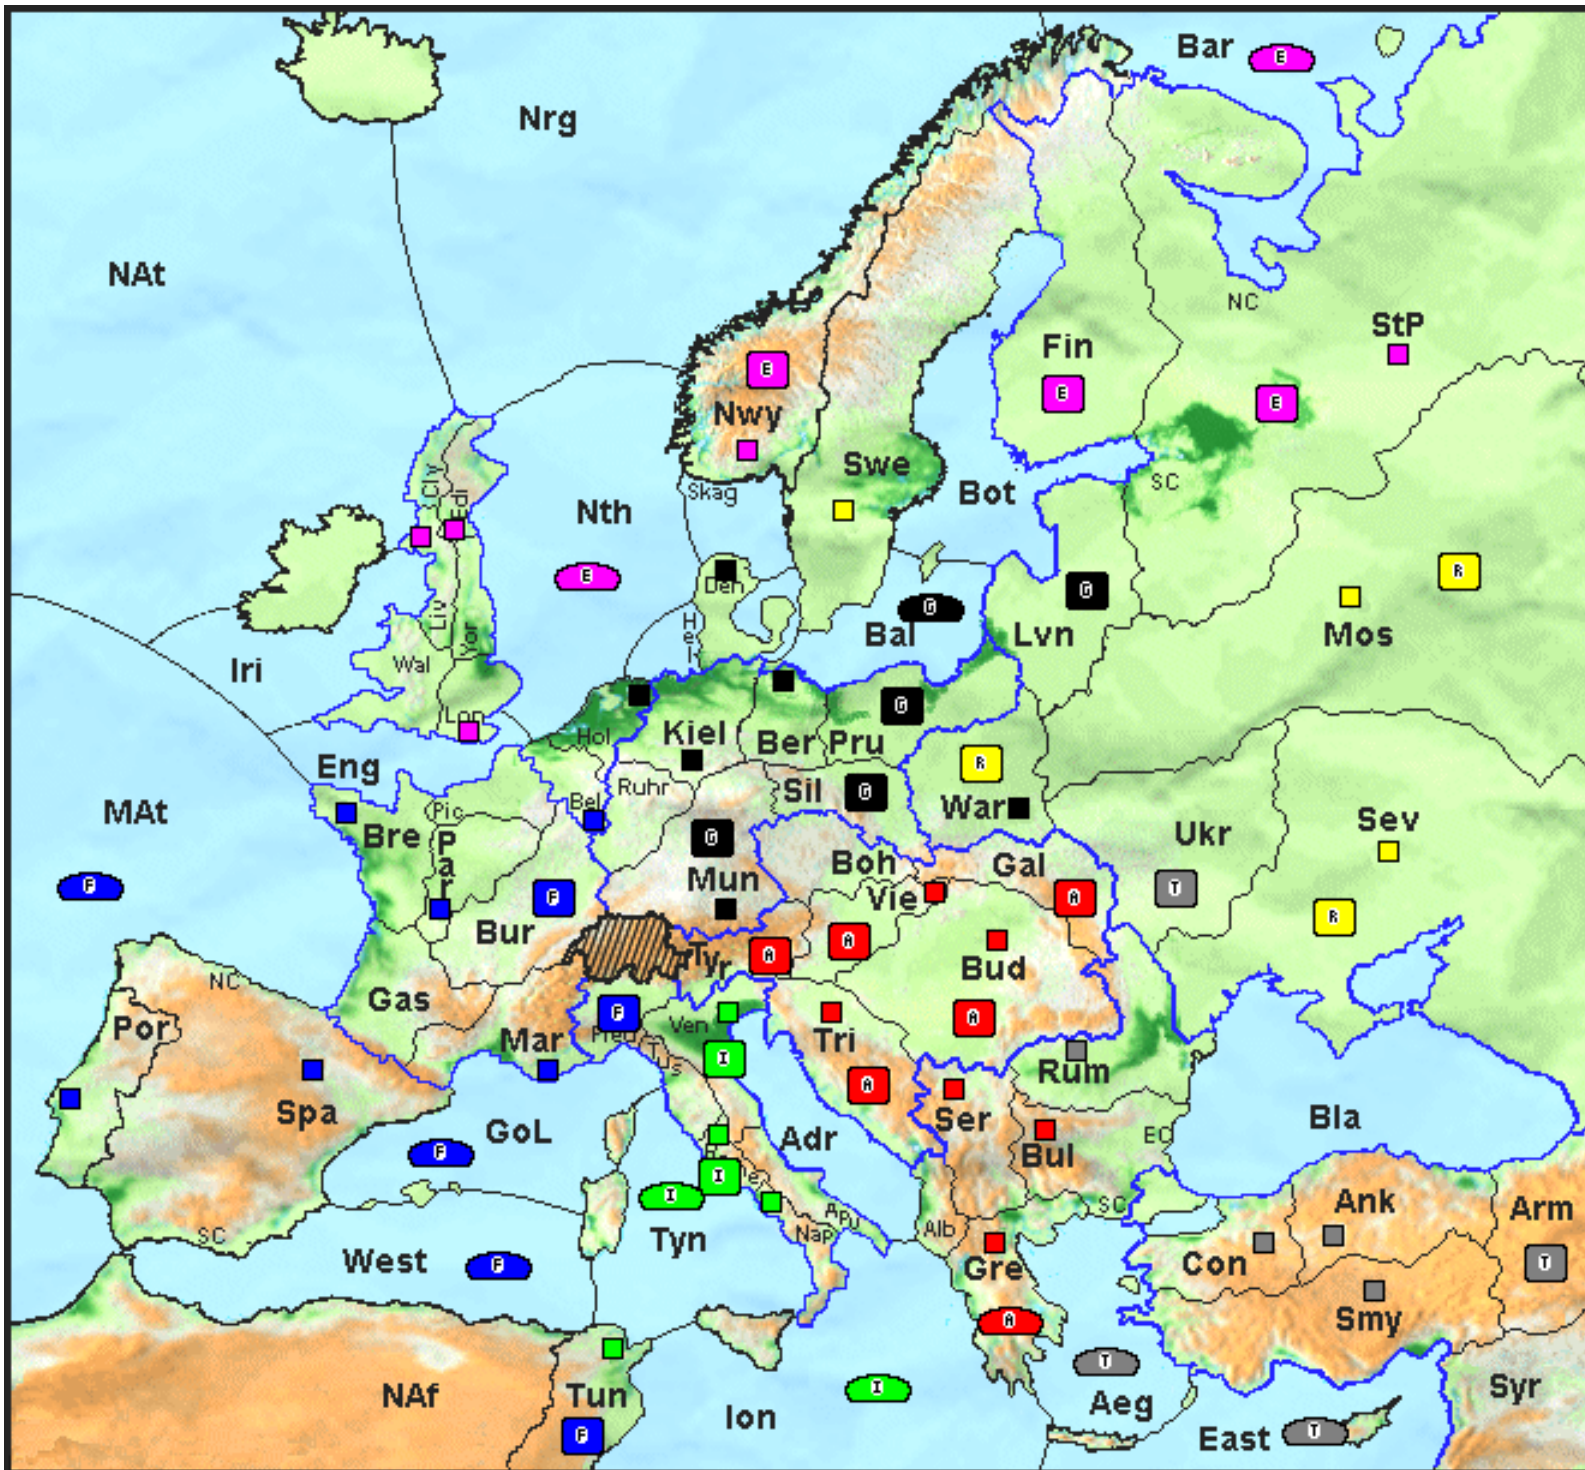 Bar
E
Nrg
NAt
NC
StP
Fin
E
E
E
Nwy
Swe
Skag
Bot
SC
Cly
Edi
Nth
E
Den
G
G
R
Bal
Lvn
Mos
Hel
Liv
Yor
Iri
Wal
Lon
G
Hol
Kiel
Ber
Pru
Eng
R
Ruhr
Sil
G
War
MAt
Pic
Bel
Bre
Par
G
Boh
Gal
Ukr
Sev
F
Mun
Vie
A
T
F
R
Bur
A
Tyr
A
Bud
NC
Gas
Por
F
Pied
Ven
Mar
Tri
A
Tus
I
Rum
A
Spa
Ser
GoL
Adr
Bla
Bul
EC
F
I
I
Ank
SC
Arm
SC
Apu
Nap
Alb
Tyn
West
F
Gre
Con
T
Smy
A
T
NAf
Tun
I
Aeg
Syr
Ion
F
East
T